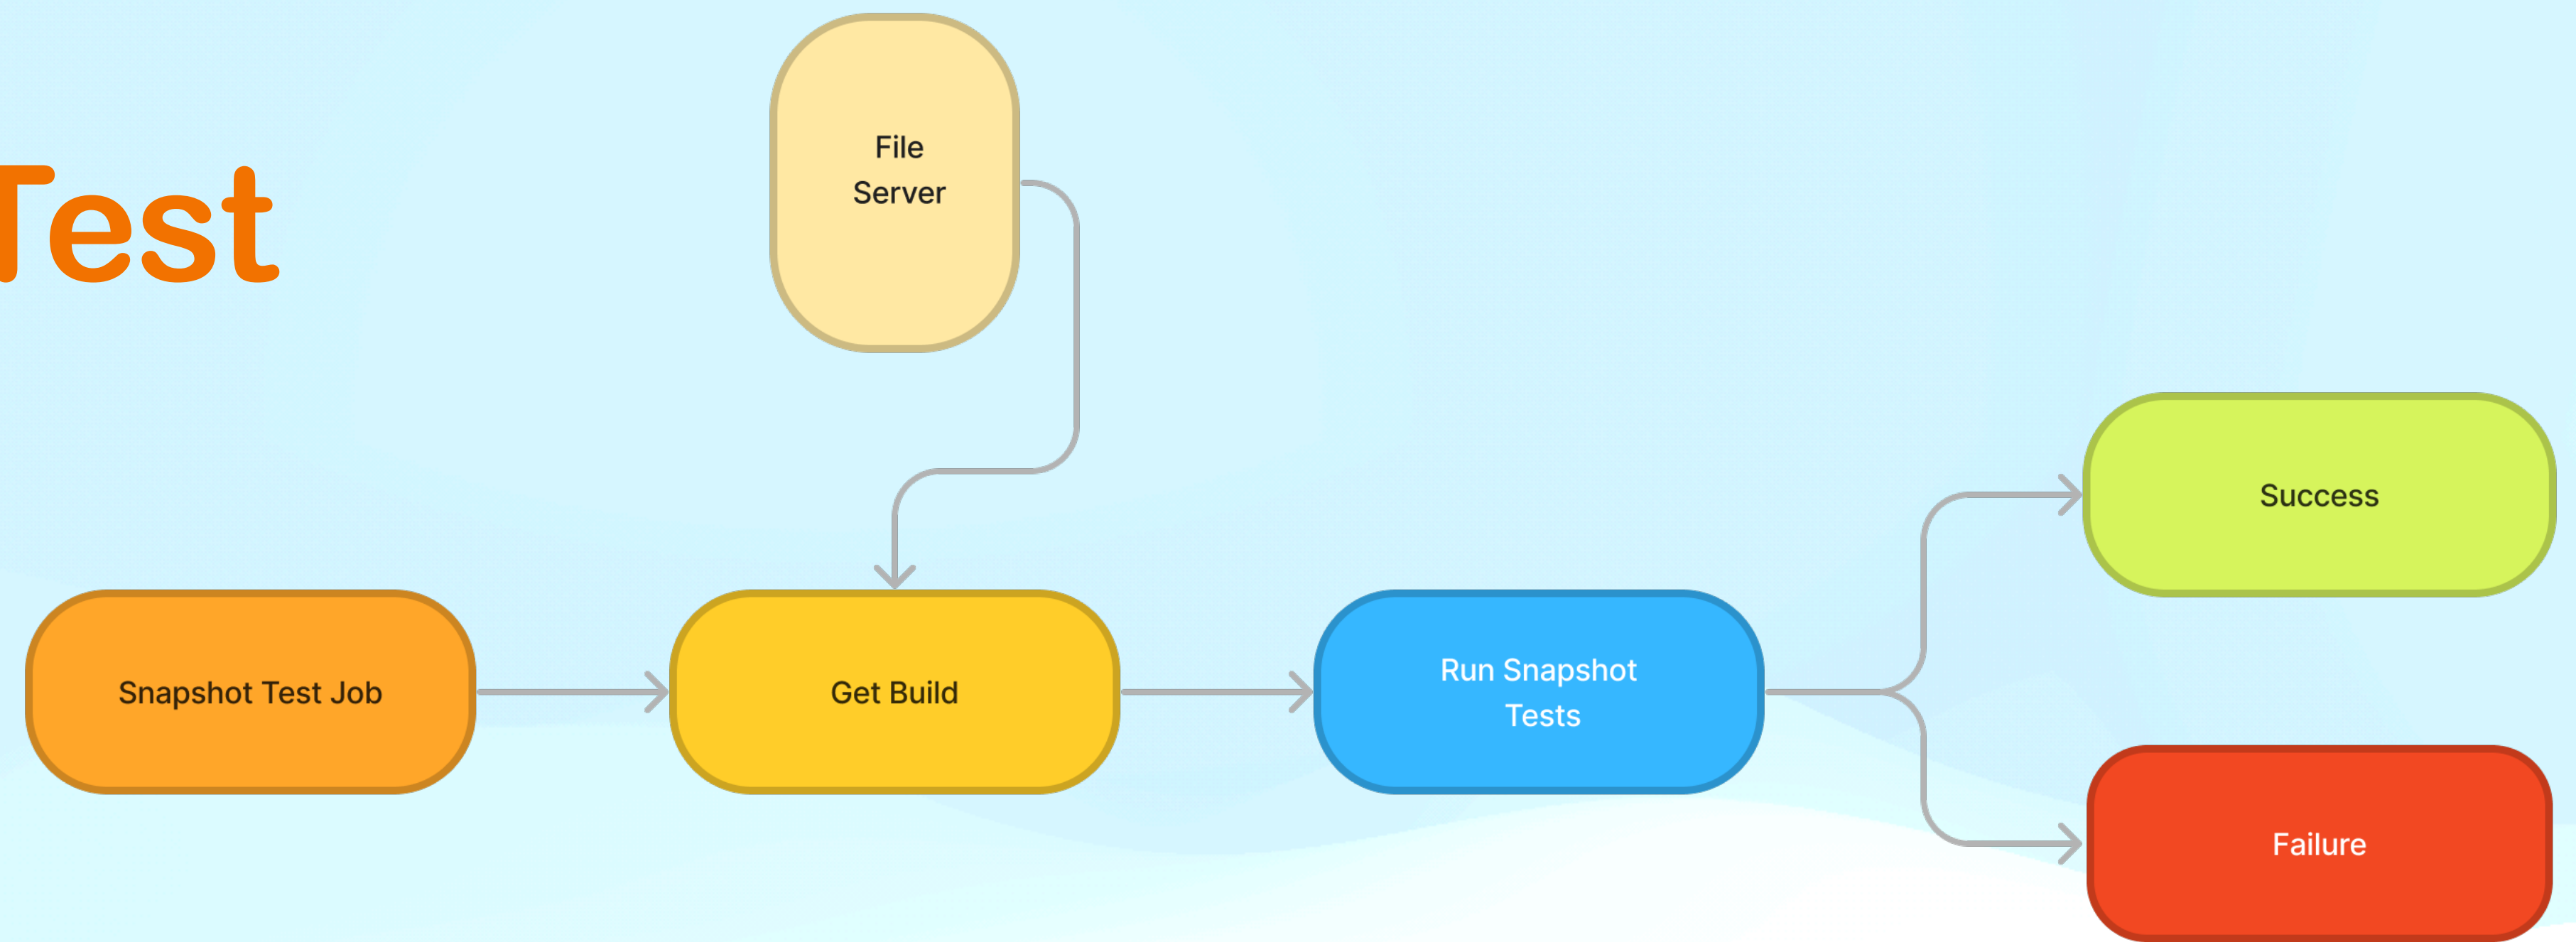 Test
File
Server
Success
Snapshot Test Job
Get Build
Run Snapshot
Tests
Failure